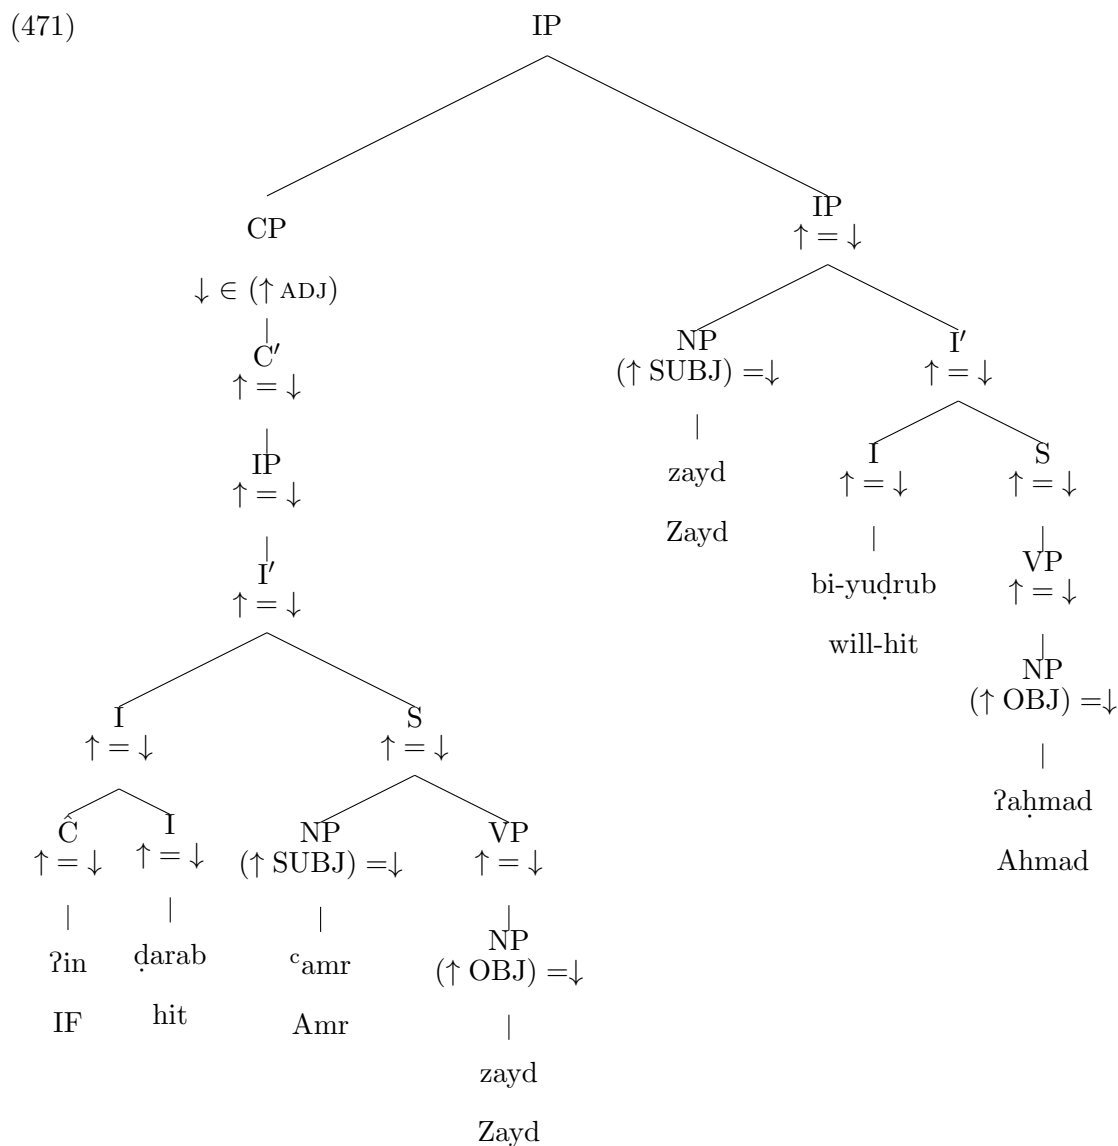 (471)
IP
CP
↓ ∈ (↑ ADJ)
C′
↑ = ↓
IP
↑ = ↓
I′
↑ = ↓
I
↑ = ↓
Ĉ
↑ = ↓
ʔin
IF
I
↑ = ↓
ḍarab
hit
S
↑ = ↓
NP
(↑ SUBJ) =↓
ᶜamr
Amr
VP
↑ = ↓
NP
(↑ OBJ) =↓
zayd
Zayd
IP
↑ = ↓
NP
(↑ SUBJ) =↓
zayd
Zayd
I′
↑ = ↓
I
↑ = ↓
bi-yuḍrub
will-hit
S
↑ = ↓
VP
↑ = ↓
NP
(↑ OBJ) =↓
ʔaḥmad
Ahmad